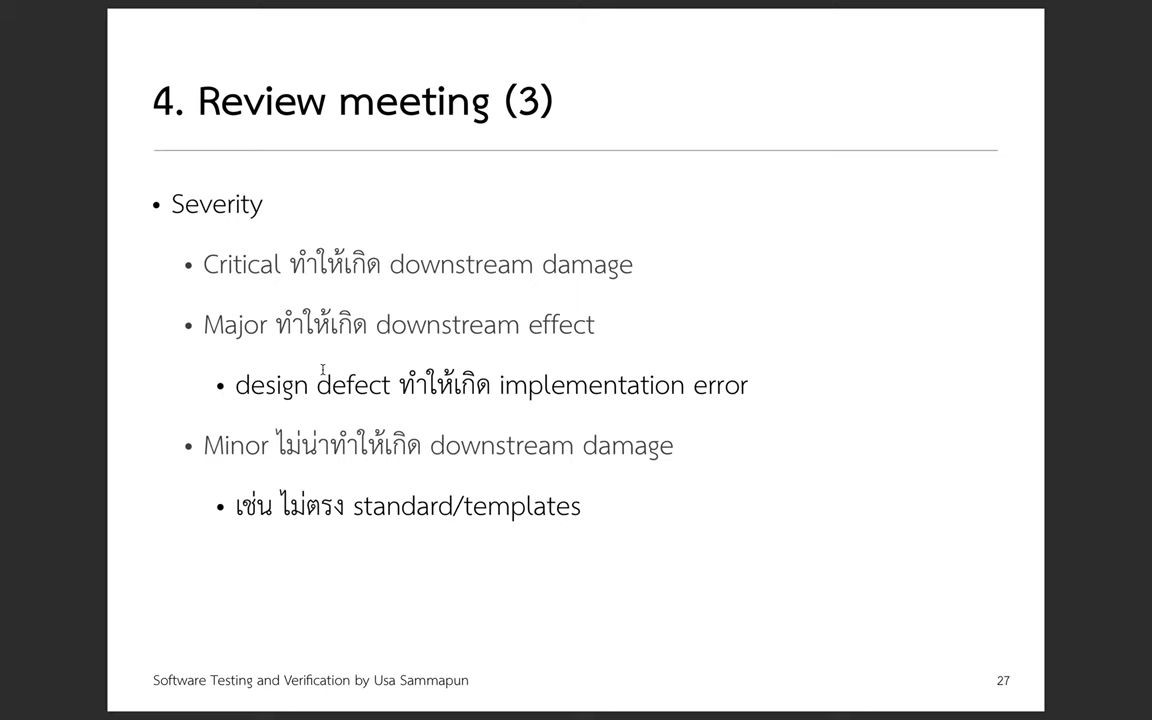 4. Review meeting (3)
• Severity
• Critical ทำให้เกิด downstream damage
• Major ทำให้เกิด downstream effect
• design defect ทำให้เกิด implementation error
• Minor ไม่น่าทำให้เกิด downstream damage
• เช่น ไม่ตรง standard/templates
Software Testing and Verification by Usa Sammapun
27